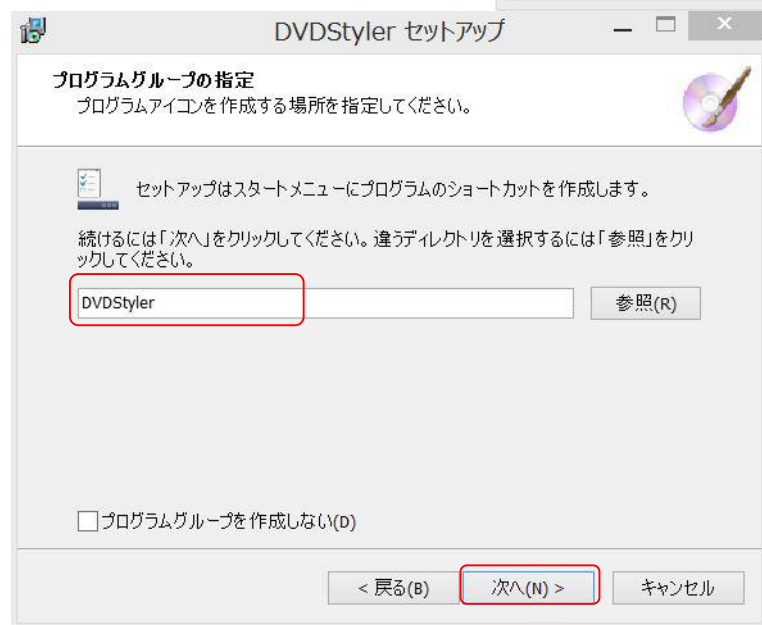 DVDStyler セットアップ
プログラムグループの指定
プログラムアイコンを作成する場所を指定してください。
セットアップはスタートメニューにプログラムのショートカットを作成します。
続けるには「次へ」をクリックしてください。違うディレクトリを選択するには「参照」をクリ
ックしてください。
DVDStyler
参照(R)
プログラムグループを作成しない(D)
< 戻る(B)
次へ(N) >
キャンセル